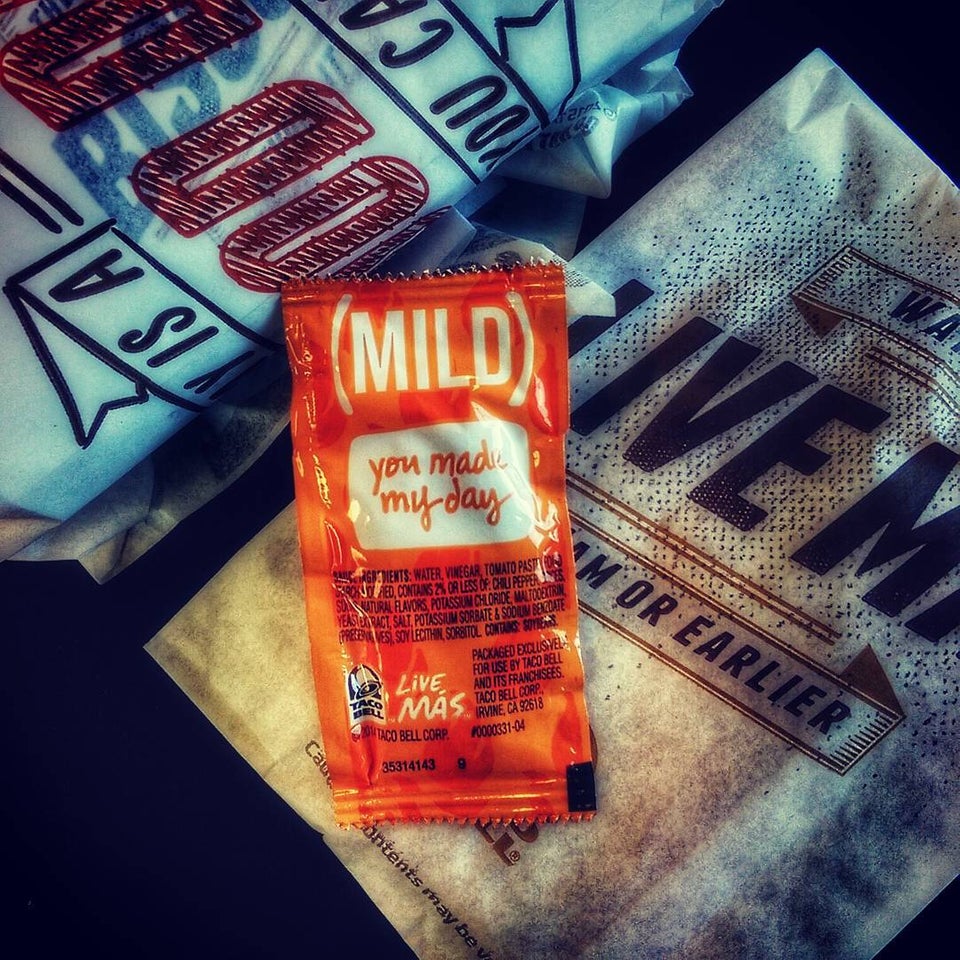 YOU CA
IS A
(MILD)
you made
my day
INGREDIENTS: WATER, VINEGAR, TOMATO PASTE,
CONTAINS 2% OR LESS OF: CHILI PEPPER,
NATURAL FLAVORS, POTASSIUM CHLORIDE, MALTODEXTRIN,
YEAST EXTRACT, SALT, POTASSIUM SORBATE & SODIUM BENZOATE
SOY LECITHIN, SORBITOL. CONTAINS: SOYBEANS.
PACKAGED EXCLUSIVELY
FOR USE BY TACO BELL
AND ITS FRANCHISEES.
TACO BELL CORP.,
IRVINE, CA 92618
#0000331-04
TACO
BELL
LIVE
MÁS
TACO BELL CORP.
35314143 9
WA
LIVE M
AM OR EARLIER
Contents may be